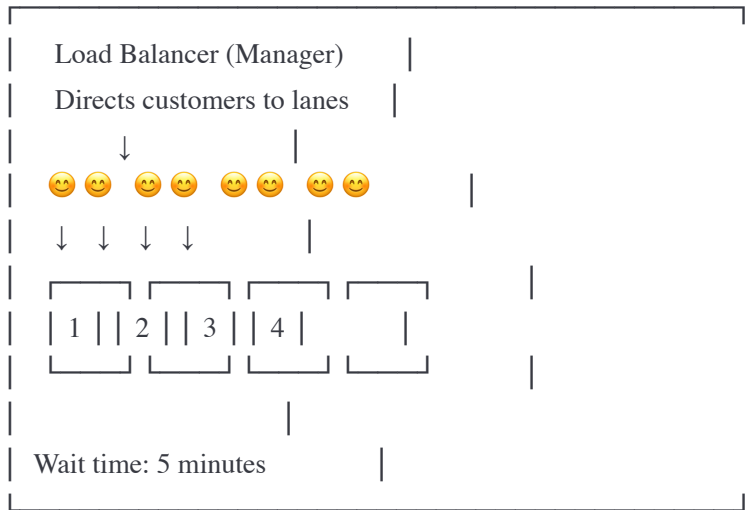 Load Balancer (Manager)
Directs customers to lanes
↓
😊😊 😊😊 😊😊 😊😊
↓ ↓ ↓ ↓
1 2 3 4
Wait time: 5 minutes